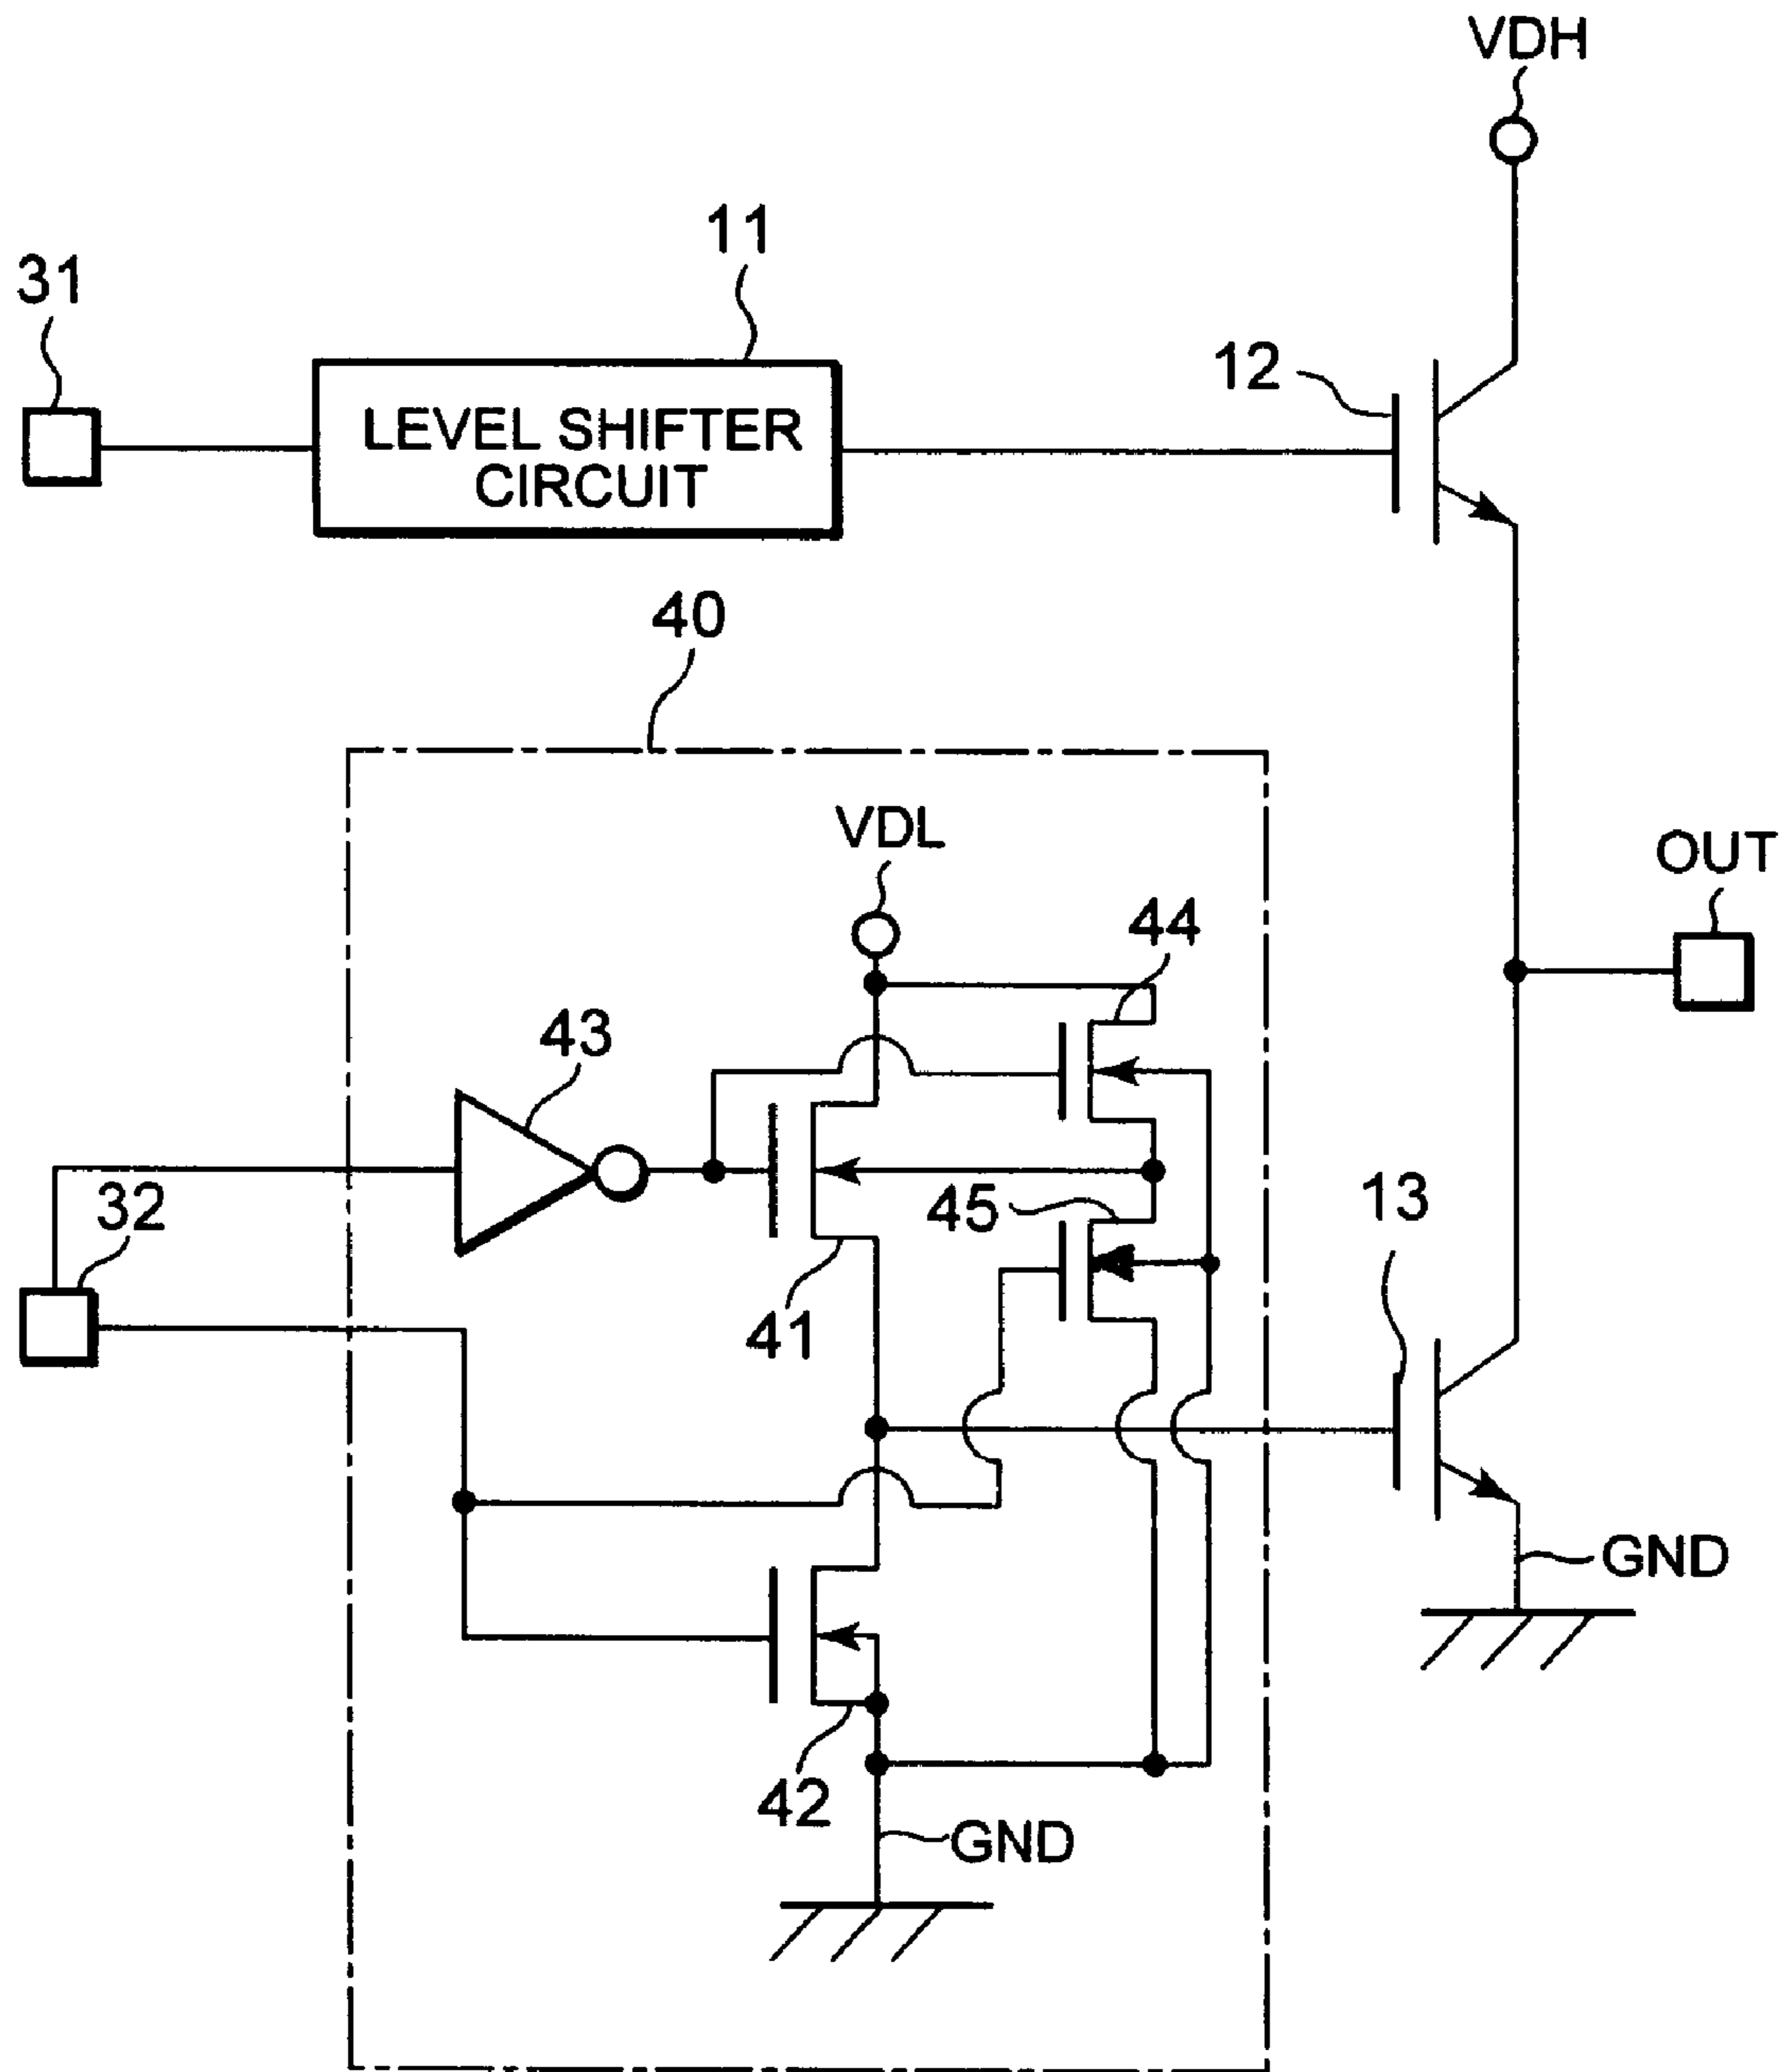 VDH
11
31
12
LEVEL SHIFTER
CIRCUIT
40
VDL
OUT
44
43
32
45
13
41
GND
42
GND